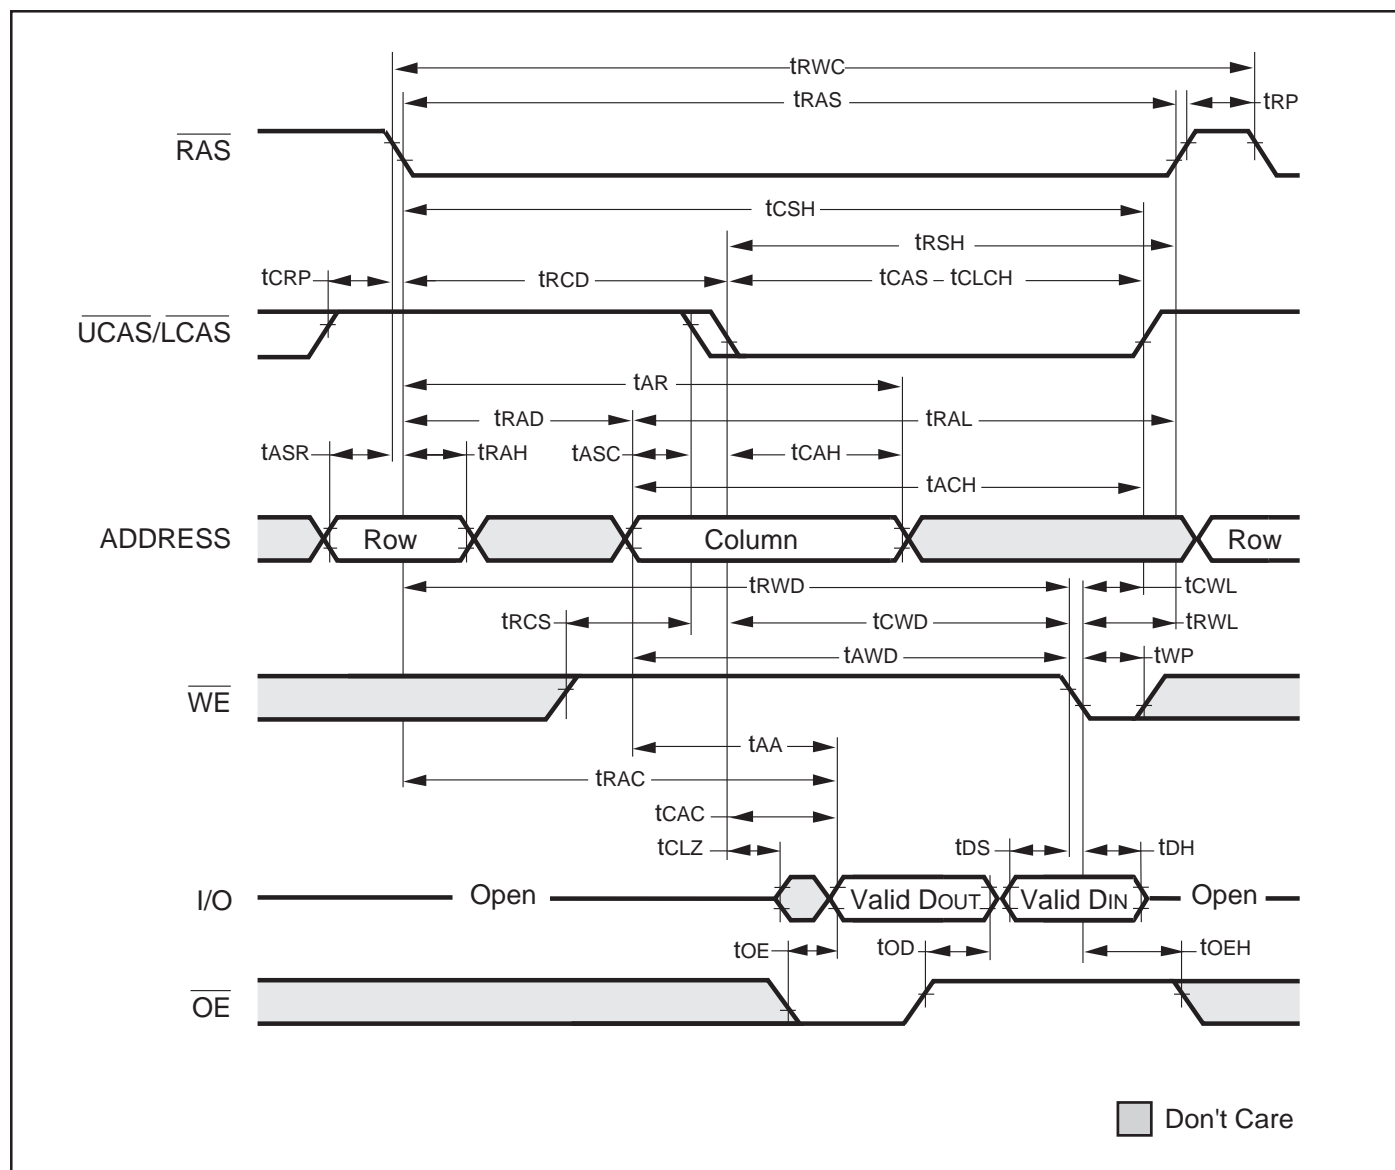 tRWC
tRAS
tRP
RAS
tCSH
tRSH
tCRP
tRCD
tCAS – tCLCH
UCAS/LCAS
tAR
tRAD
tRAL
tASR
tRAH
tASC
tCAH
tACH
ADDRESS
Row
Column
Row
tRWD
tCWL
tRCS
tCWD
tRWL
tAWD
tWP
WE
tAA
tRAC
tCAC
tCLZ
tDS
tDH
I/O
Open
Valid DOUT
Valid DIN
Open
tOE
tOD
tOEH
OE
Don't Care